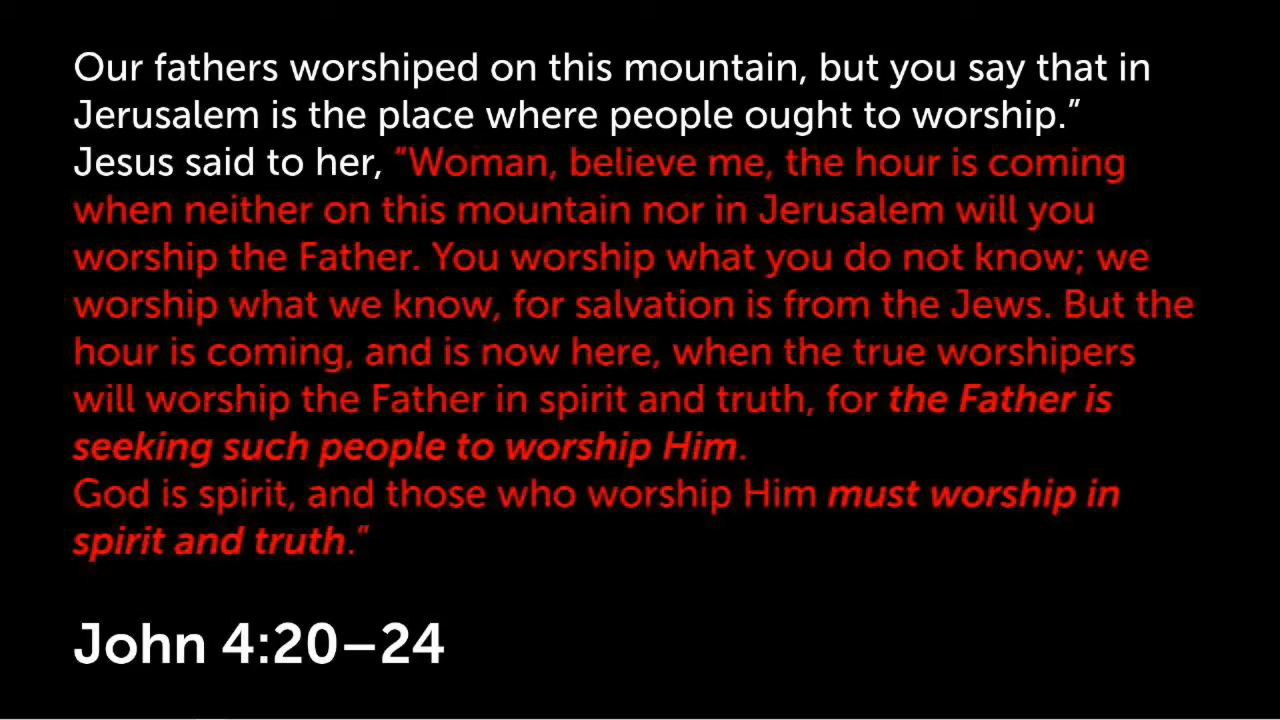 Our fathers worshiped on this mountain, but you say that in
Jerusalem is the place where people ought to worship.”
Jesus said to her, “Woman, believe me, the hour is coming
when neither on this mountain nor in Jerusalem will you
worship the Father. You worship what you do not know; we
worship what we know, for salvation is from the Jews. But the
hour is coming, and is now here, when the true worshipers
will worship the Father in spirit and truth, for the Father is
seeking such people to worship Him.
God is spirit, and those who worship Him must worship in
spirit and truth.”
John 4:20–24